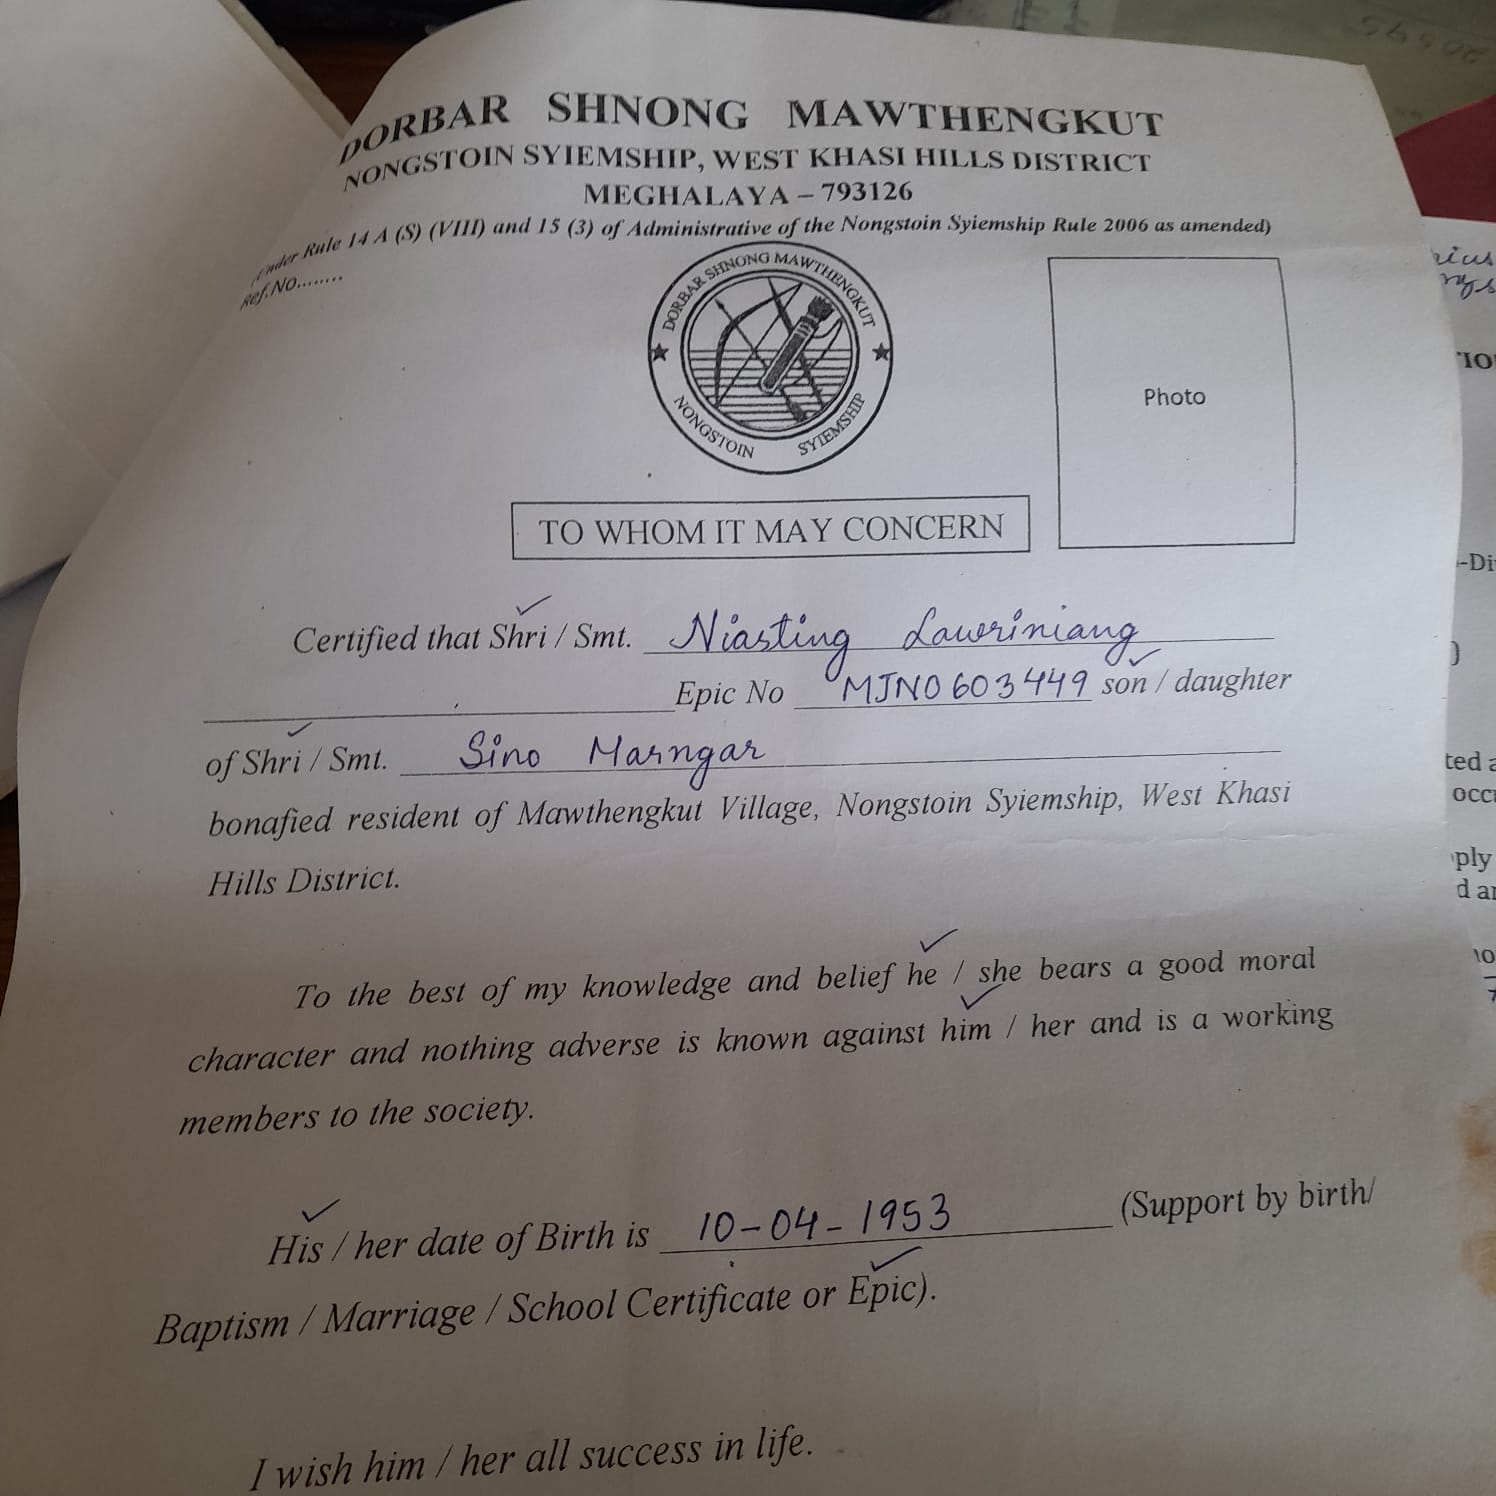 DORBAR SHNONG MAWTHENGKUT
NONGSTOIN SYIEMSHIP, WEST KHASI HILLS DISTRICT
MEGHALAYA – 793126
(Under Rule 14 A (S) (VIII) and 15 (3) of Administrative of the Nongstoin Syiemship Rule 2006 as amended)
Ref.No........
DORBAR SHNONG MAWTHENGKUT
NONGSTOIN SYIEMSHIP
Photo
TO WHOM IT MAY CONCERN
Certified that Shri / Smt. Niasting Lawriniang
Epic No MJN0603449 son / daughter
of Shri / Smt. Sino Marngar
bonafied resident of Mawthengkut Village, Nongstoin Syiemship, West Khasi
Hills District.
To the best of my knowledge and belief he / she bears a good moral
character and nothing adverse is known against him / her and is a working
members to the society.
His / her date of Birth is 10-04-1953 (Support by birth/
Baptism / Marriage / School Certificate or Epic).
I wish him / her all success in life.